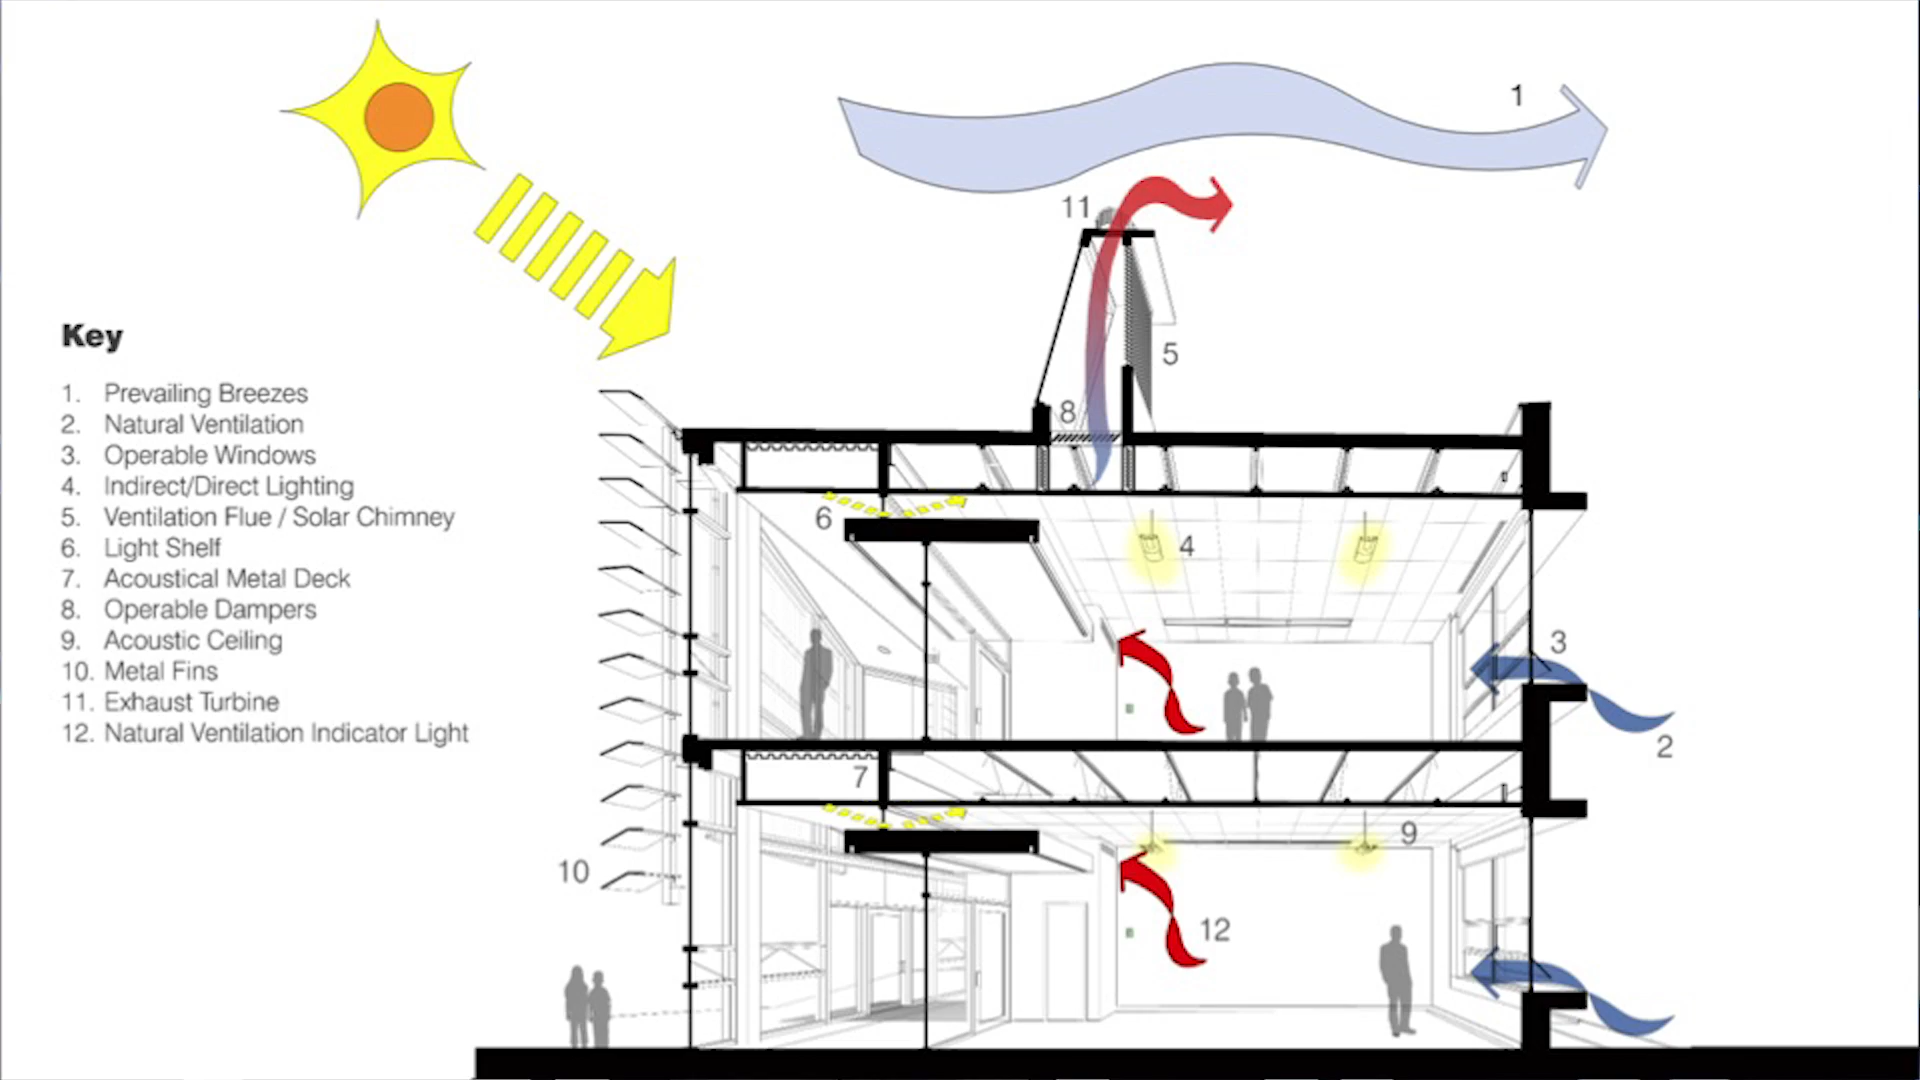 1
11
5
8
Key
1. Prevailing Breezes
2. Natural Ventilation
3. Operable Windows
4. Indirect/Direct Lighting
5. Ventilation Flue / Solar Chimney
6. Light Shelf
7. Acoustical Metal Deck
8. Operable Dampers
9. Acoustic Ceiling
10. Metal Fins
11. Exhaust Turbine
12. Natural Ventilation Indicator Light
6
4
3
2
7
9
10
12